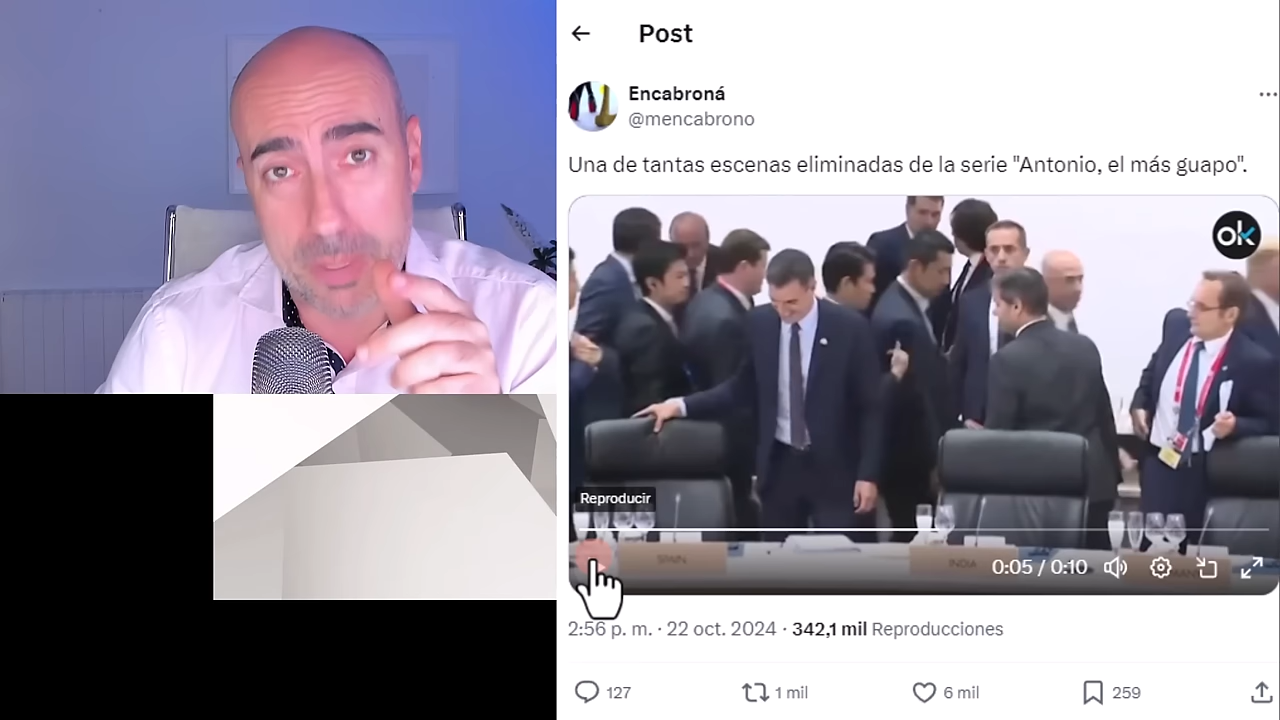 Post
Encabroná
@mencabrono
Una de tantas escenas eliminadas de la serie "Antonio, el más guapo".
ok
Reproducir
SPAIN
INDIA
0:05 / 0:10
2:56 p. m. · 22 oct. 2024 · 342,1 mil Reproducciones
127
1 mil
6 mil
259